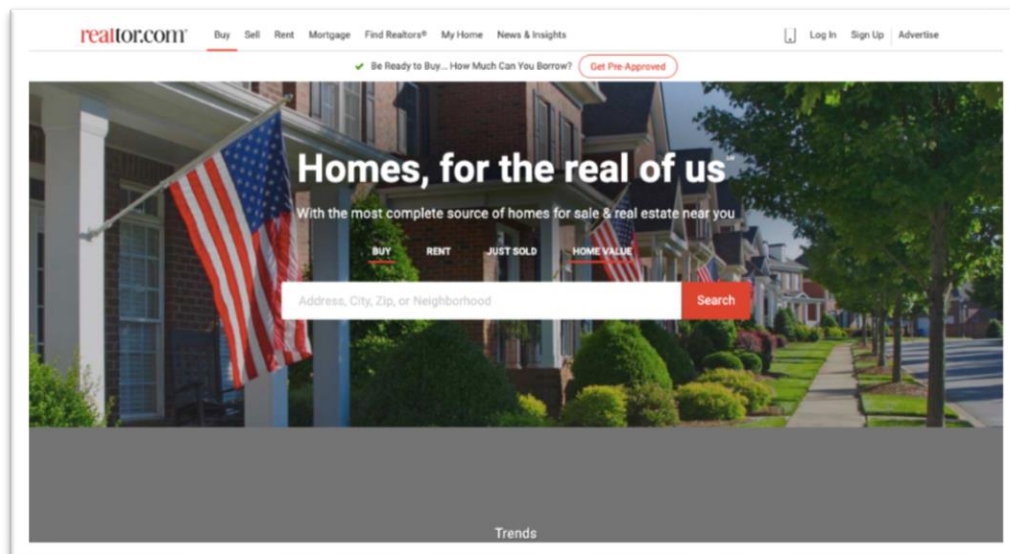 realtor.com® Buy Sell Rent Mortgage Find Realtors® My Home News & Insights Log In Sign Up Advertise
Be Ready to Buy... How Much Can You Borrow? Get Pre-Approved
Homes, for the real of us℠
With the most complete source of homes for sale & real estate near you
BUY RENT JUST SOLD HOME VALUE
Address, City, Zip, or Neighborhood Search
Trends